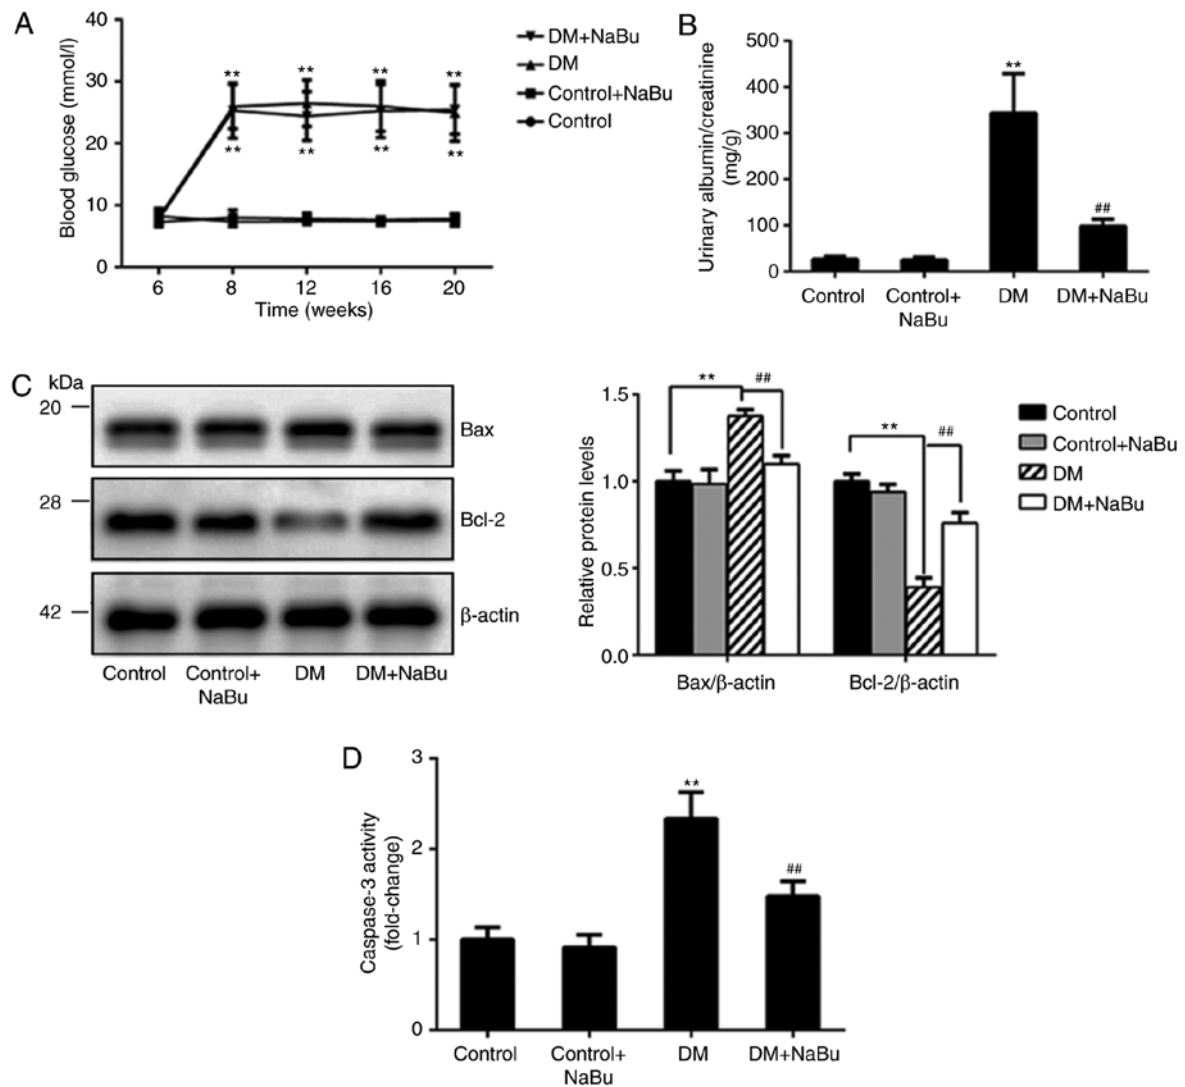 A
40
30
20
10
0
Blood glucose (mmol/l)
** ** ** **
** ** ** **
6 8 12 16 20
Time (weeks)
DM+NaBu
DM
Control+NaBu
Control
B
500
400
300
200
100
0
Urinary albumin/creatinine
(mg/g)
**
##
Control Control+ DM DM+NaBu
NaBu
C
kDa
20
Bax
28
Bcl-2
42
β-actin
Control Control+ DM DM+NaBu
NaBu
1.5
1.0
0.5
0.0
Relative protein levels
** ##
** ##
Bax/β-actin Bcl-2/β-actin
Control
Control+NaBu
DM
DM+NaBu
D
3
2
1
0
Caspase-3 activity
(fold-change)
**
##
Control Control+ DM DM+NaBu
NaBu